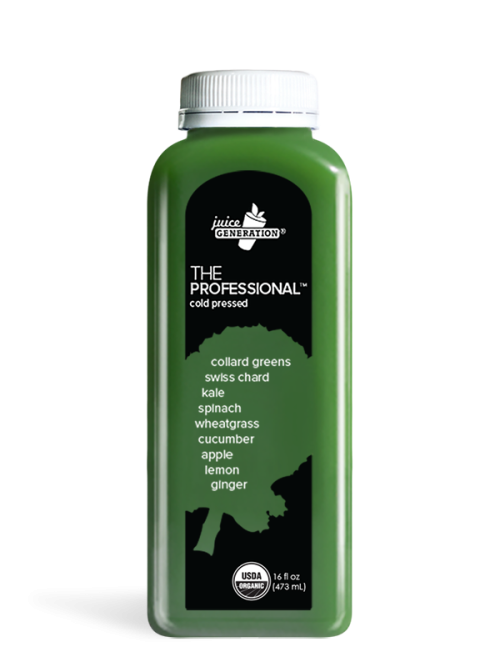 juice
GENERATION®
THE
PROFESSIONAL™
cold pressed
collard greens
swiss chard
kale
spinach
wheatgrass
cucumber
apple
lemon
ginger
USDA
ORGANIC
16 fl oz
(473 mL)